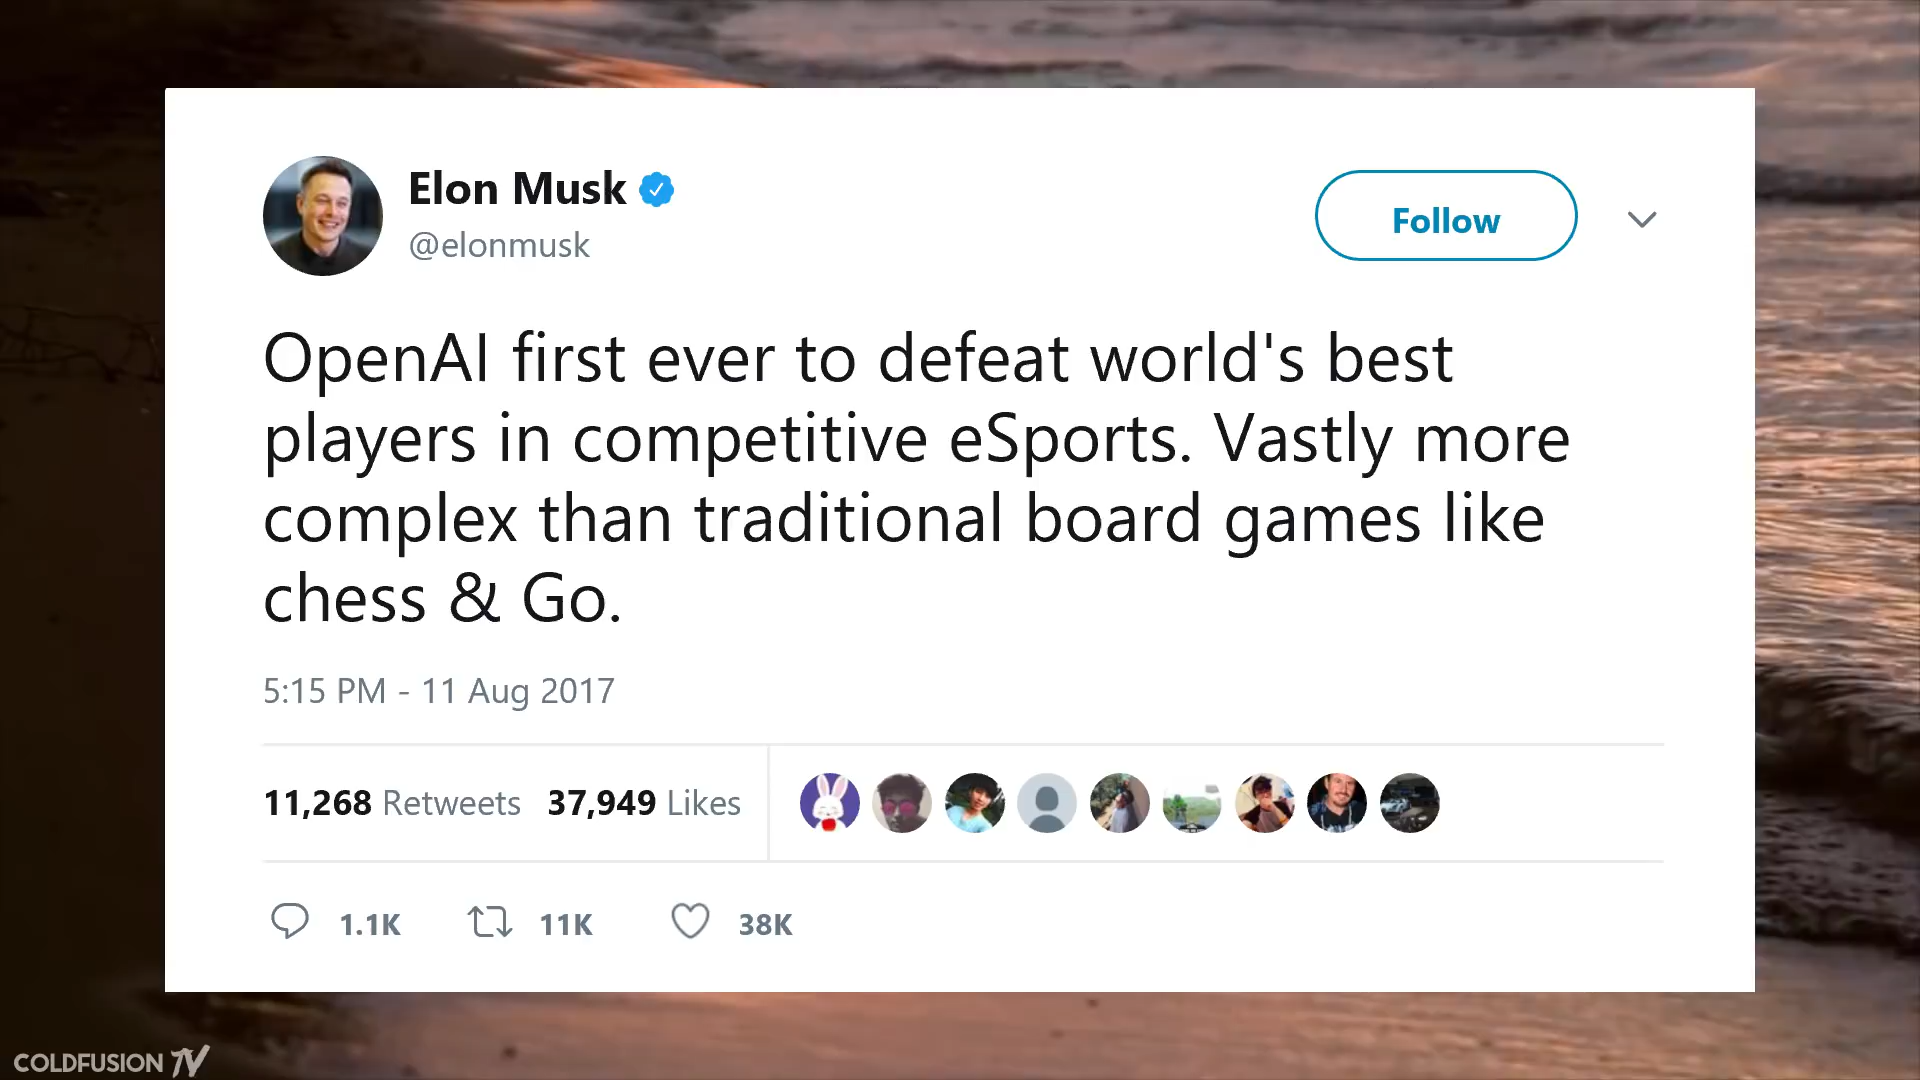 Elon Musk
@elonmusk
Follow
OpenAI first ever to defeat world's best
players in competitive eSports. Vastly more
complex than traditional board games like
chess & Go.
5:15 PM - 11 Aug 2017
11,268 Retweets 37,949 Likes
1.1K 11K 38K
COLDFUSION TV